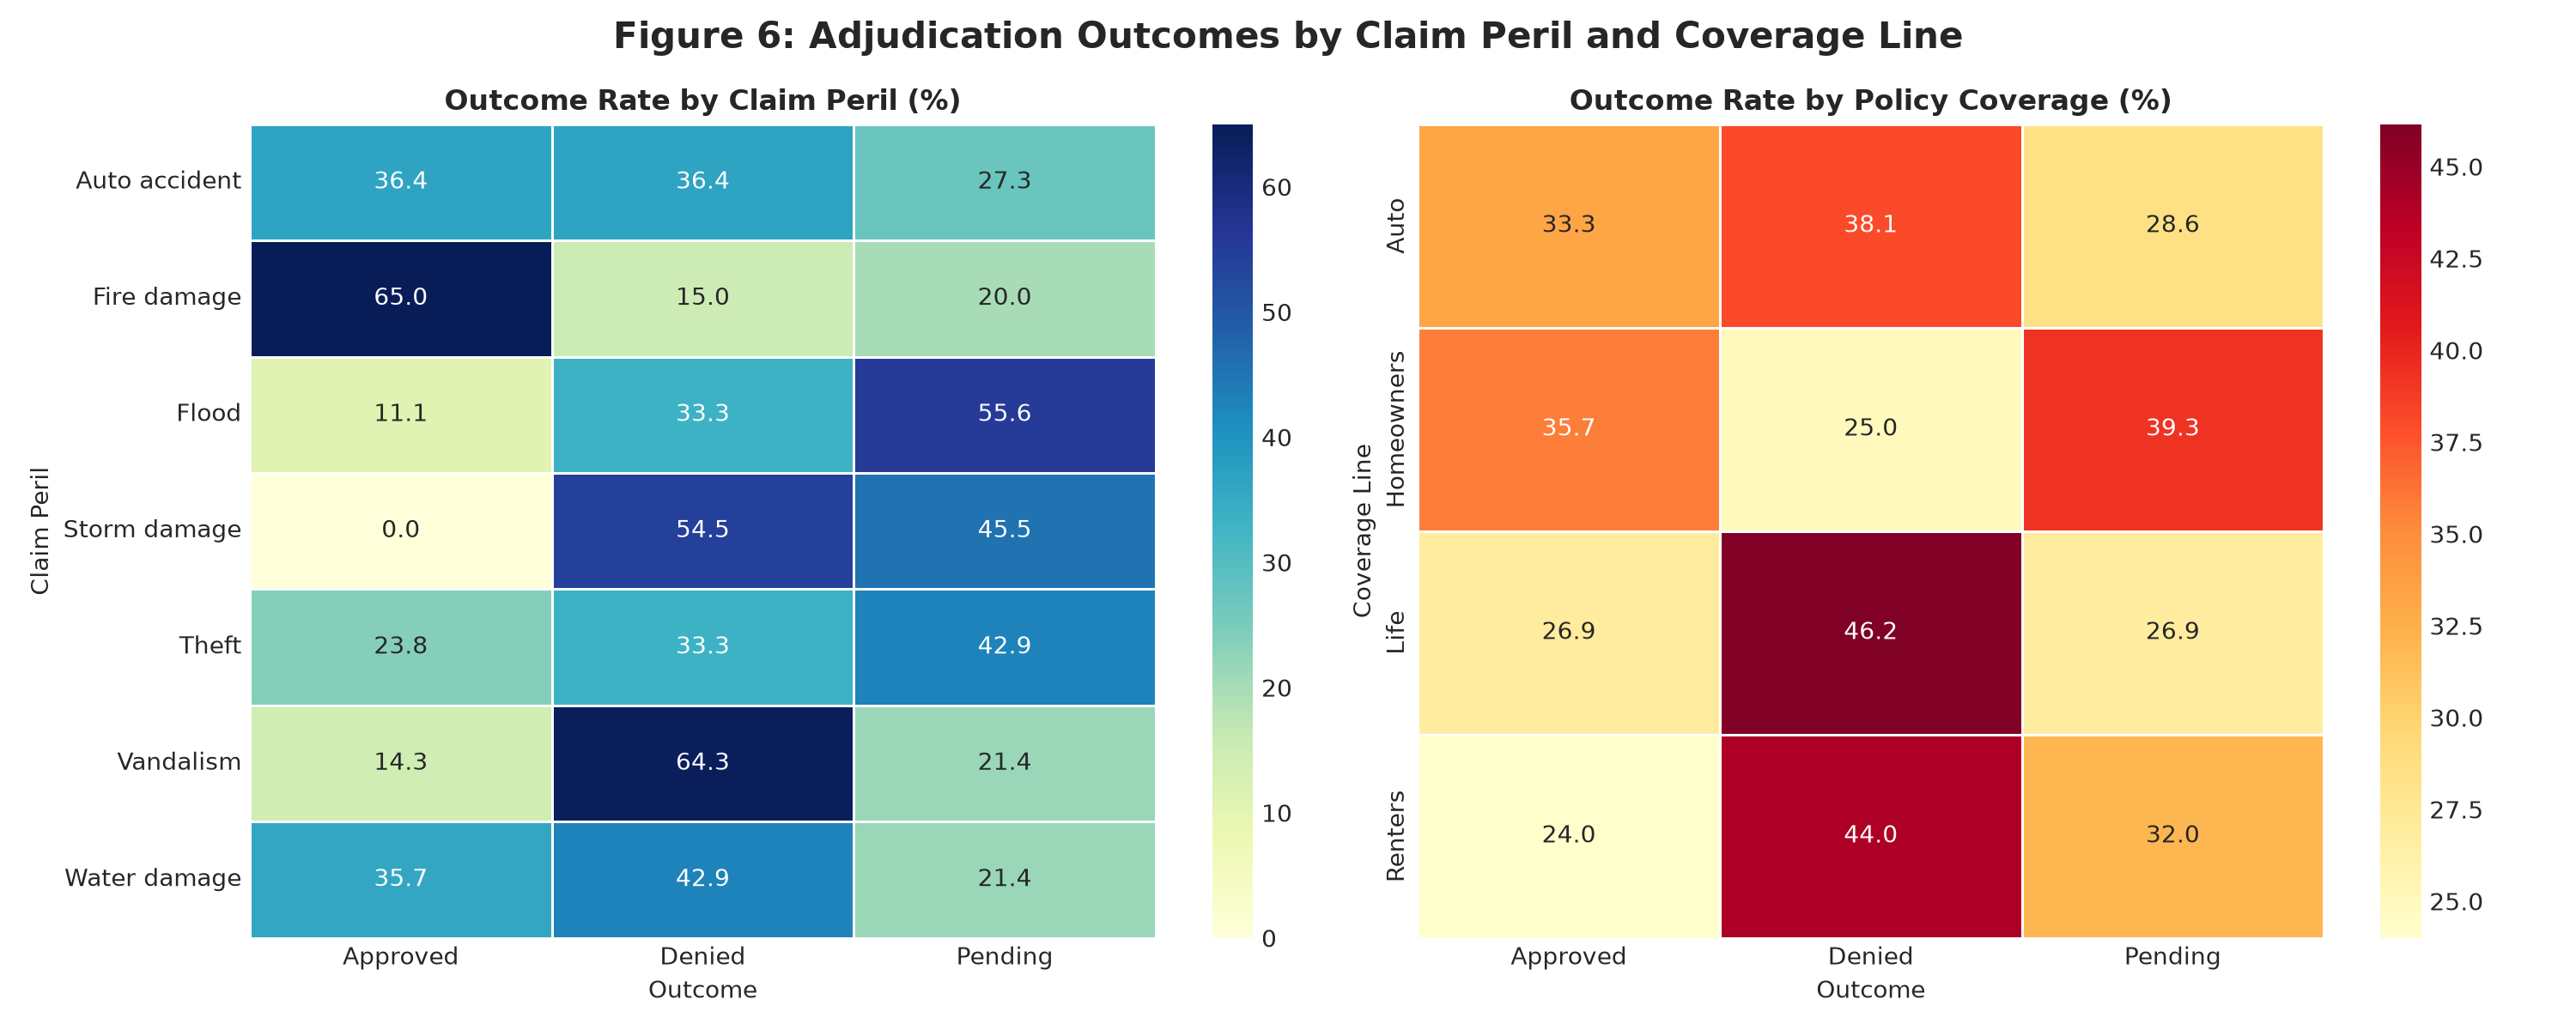 Figure 6: Adjudication Outcomes by Claim Peril and Coverage Line
Outcome Rate by Claim Peril (%)
Claim Peril
Auto accident 36.4 36.4 27.3
Fire damage 65.0 15.0 20.0
Flood 11.1 33.3 55.6
Storm damage 0.0 54.5 45.5
Theft 23.8 33.3 42.9
Vandalism 14.3 64.3 21.4
Water damage 35.7 42.9 21.4
Approved Denied Pending
Outcome
60
50
40
30
20
10
0
Outcome Rate by Policy Coverage (%)
Coverage Line
Auto 33.3 38.1 28.6
Homeowners 35.7 25.0 39.3
Life 26.9 46.2 26.9
Renters 24.0 44.0 32.0
Approved Denied Pending
Outcome
45.0
42.5
40.0
37.5
35.0
32.5
30.0
27.5
25.0